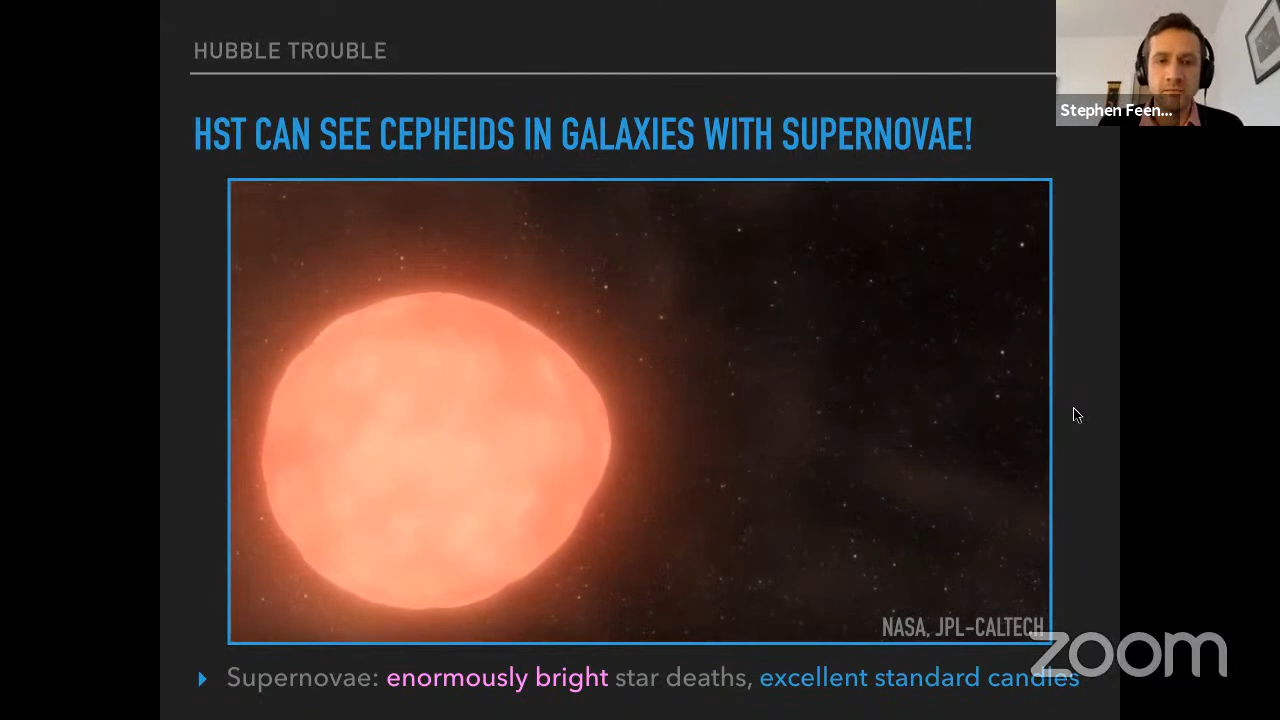 HUBBLE TROUBLE
Stephen Feen...
HST CAN SEE CEPHEIDS IN GALAXIES WITH SUPERNOVAE!
NASA, JPL-CALTECH
zoom
Supernovae: enormously bright star deaths, excellent standard candles